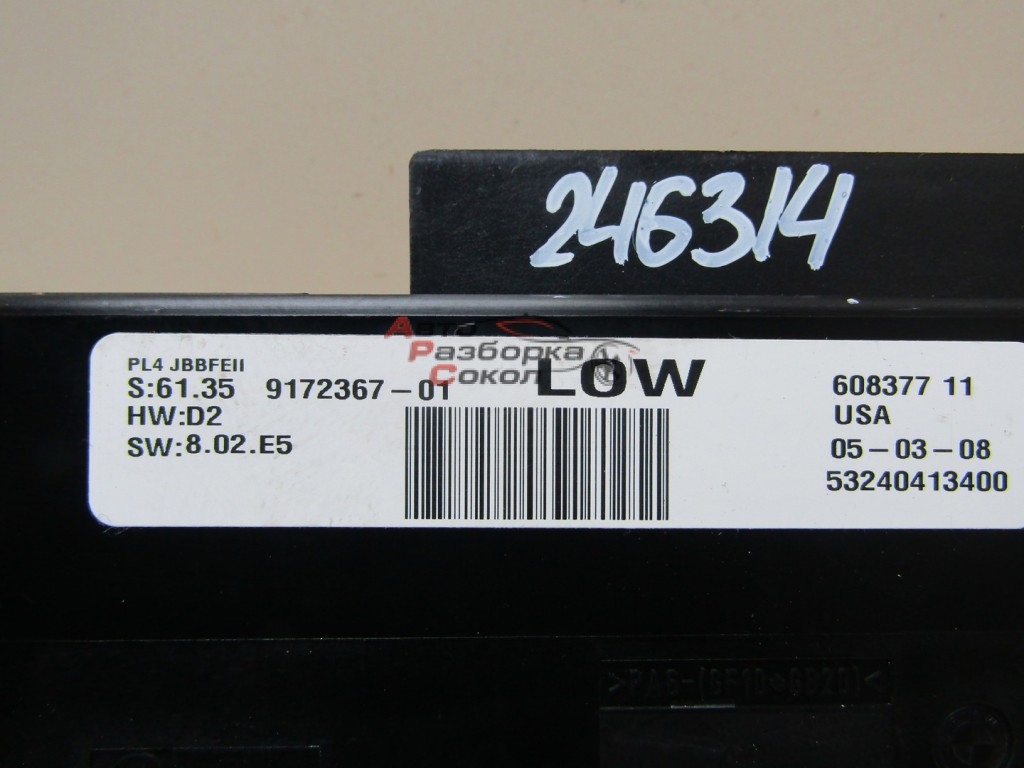 246314
PL4 JBBFEII
S:61.35 9172367-01
HW:D2
SW:8.02.E5
LOW
608377 11
USA
05-03-08
53240413400
Авто
Разборка
Сокол